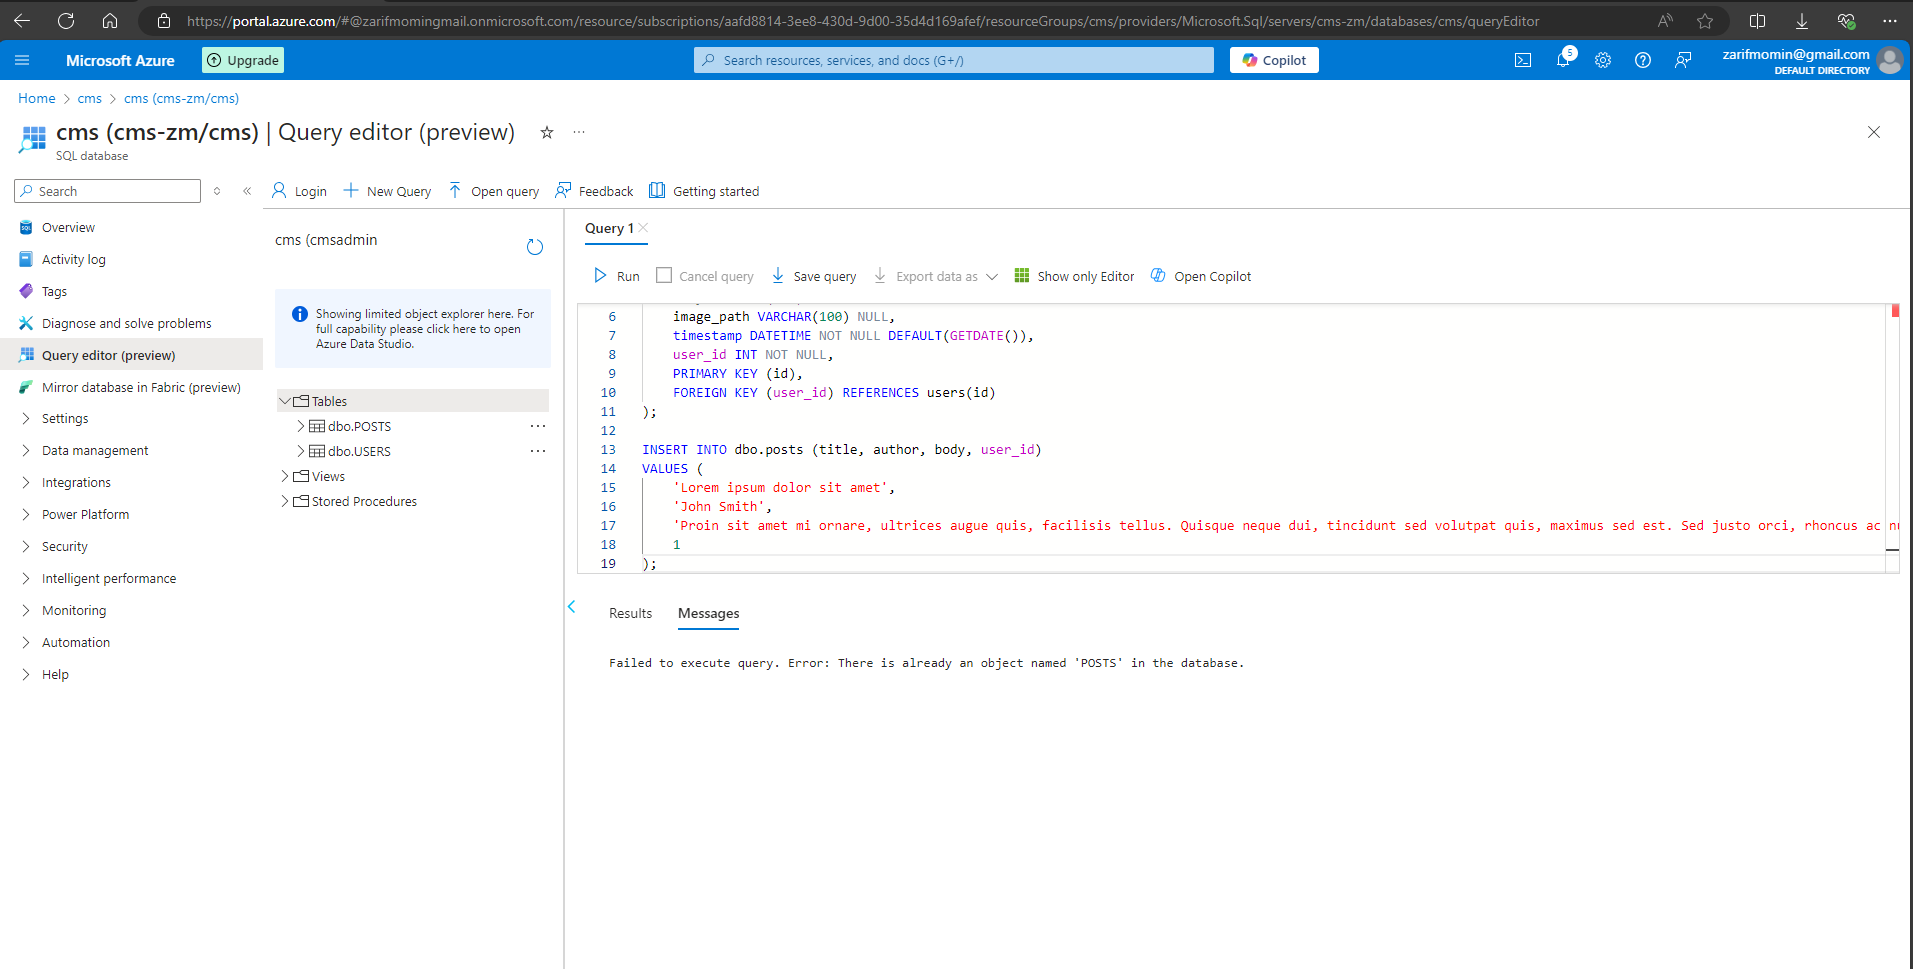 https://portal.azure.com/#@zarifmomingmail.onmicrosoft.com/resource/subscriptions/aafd8814-3ee8-430d-9d00-35d4d169afef/resourceGroups/cms/providers/Microsoft.Sql/servers/cms-zm/databases/cms/queryEditor
Microsoft Azure
Upgrade
Search resources, services, and docs (G+/)
Copilot
5
zarifmomin@gmail.com
DEFAULT DIRECTORY
Home > cms > cms (cms-zm/cms)
cms (cms-zm/cms) | Query editor (preview)
SQL database
Search
Overview
Activity log
Tags
Diagnose and solve problems
Query editor (preview)
Mirror database in Fabric (preview)
Settings
Data management
Integrations
Power Platform
Security
Intelligent performance
Monitoring
Automation
Help
Login
New Query
Open query
Feedback
Getting started
cms (cmsadmin
Showing limited object explorer here. For
full capability please click here to open
Azure Data Studio.
Tables
dbo.POSTS
dbo.USERS
Views
Stored Procedures
Query 1
Run
Cancel query
Save query
Export data as
Show only Editor
Open Copilot
6 image_path VARCHAR(100) NULL,
7 timestamp DATETIME NOT NULL DEFAULT(GETDATE()),
8 user_id INT NOT NULL,
9 PRIMARY KEY (id),
10 FOREIGN KEY (user_id) REFERENCES users(id)
11 );
12
13 INSERT INTO dbo.posts (title, author, body, user_id)
14 VALUES (
15 'Lorem ipsum dolor sit amet',
16 'John Smith',
17 'Proin sit amet mi ornare, ultrices augue quis, facilisis tellus. Quisque neque dui, tincidunt sed volutpat quis, maximus sed est. Sed justo orci, rhoncus ac
18 1
19 );
Results
Messages
Failed to execute query. Error: There is already an object named 'POSTS' in the database.